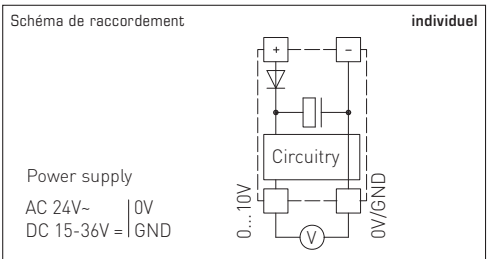 Schéma de raccordement
individuel
+
−
Circuitry
Power supply
AC 24V~ | 0V
DC 15-36V = | GND
0...10V
0V/GND
V